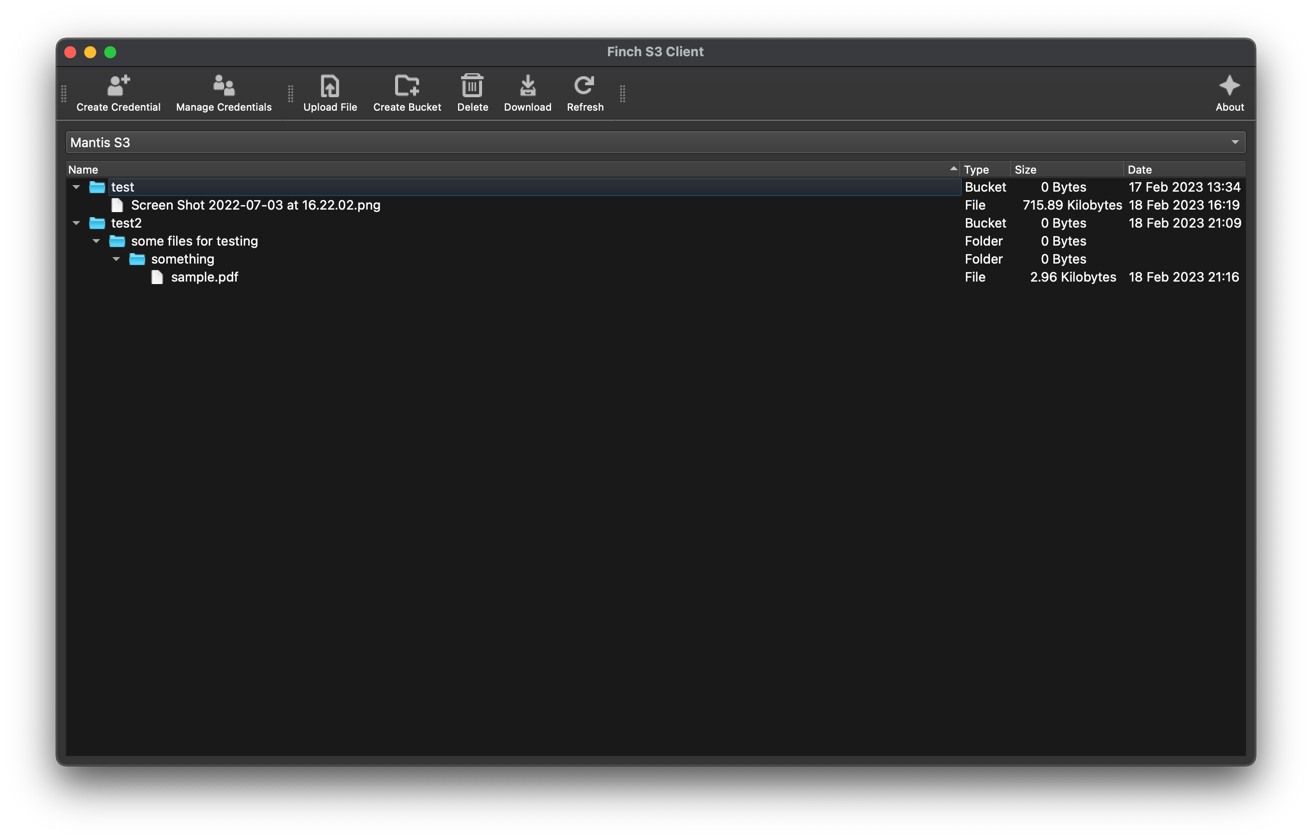 Finch S3 Client
Create Credential Manage Credentials Upload File Create Bucket Delete Download Refresh About
Mantis S3
Name Type Size Date
test Bucket 0 Bytes 17 Feb 2023 13:34
Screen Shot 2022-07-03 at 16.22.02.png File 715.89 Kilobytes 18 Feb 2023 16:19
test2 Bucket 0 Bytes 18 Feb 2023 21:09
some files for testing Folder 0 Bytes
something Folder 0 Bytes
sample.pdf File 2.96 Kilobytes 18 Feb 2023 21:16